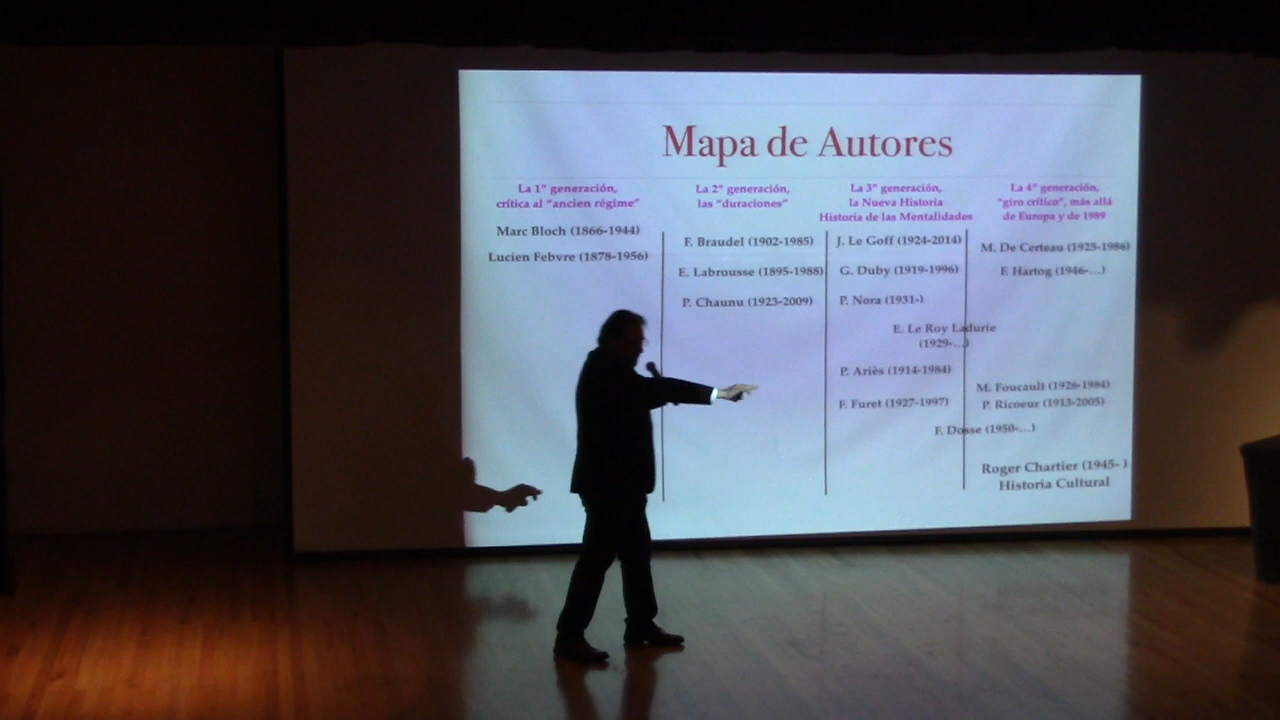 Mapa de Autores
La 1ª generación,
crítica al "ancien régime"
Marc Bloch (1866-1944)
Lucien Febvre (1878-1956)
La 2ª generación,
las "duraciones"
F. Braudel (1902-1985)
E. Labrousse (1895-1988)
P. Chaunu (1923-2009)
La 3ª generación,
la Nueva Historia
Historia de las Mentalidades
J. Le Goff (1924-2014)
G. Duby (1919-1996)
P. Nora (1931-)
E. Le Roy Ladurie
(1929-...)
P. Ariès (1914-1984)
F. Furet (1927-1997)
La 4ª generación,
"giro crítico", más allá
de Europa y de 1989
M. De Certeau (1925-1986)
F. Hartog (1946-...)
M. Foucault (1926-1984)
P. Ricoeur (1913-2005)
F. Dosse (1950-...)
Roger Chartier (1945- )
Historia Cultural